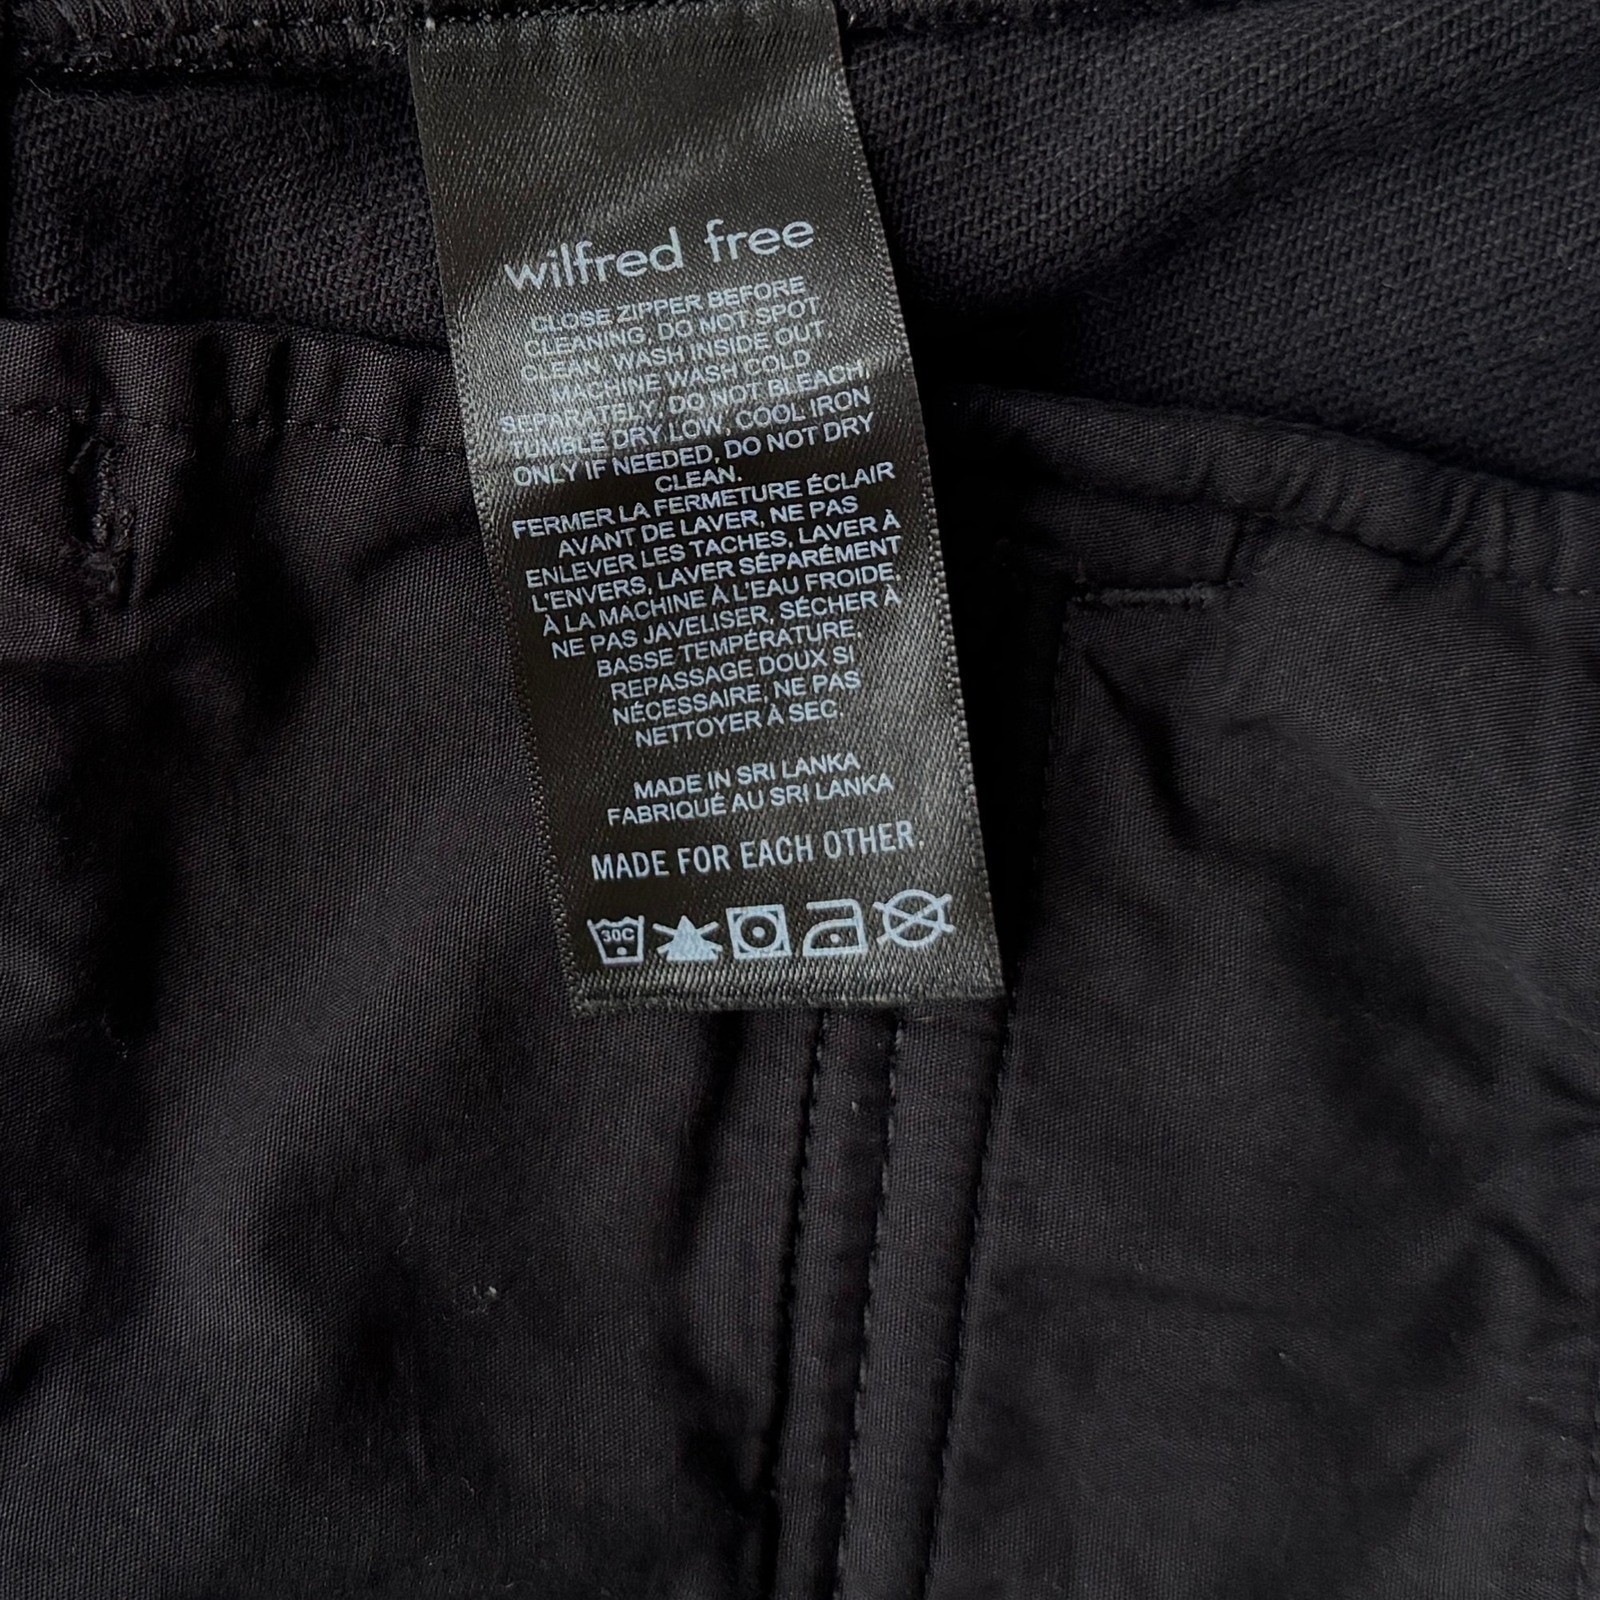 wilfred free
CLOSE ZIPPER BEFORE
CLEANING, DO NOT SPOT
CLEAN, WASH INSIDE OUT
MACHINE WASH COLD
SEPARATELY, DO NOT BLEACH,
TUMBLE DRY LOW, COOL IRON
ONLY IF NEEDED, DO NOT DRY
CLEAN.
FERMER LA FERMETURE ÉCLAIR
AVANT DE LAVER, NE PAS
ENLEVER LES TACHES, LAVER À
L'ENVERS, LAVER SÉPARÉMENT
À LA MACHINE A L'EAU FROIDE,
NE PAS JAVELISER, SÉCHER À
BASSE TEMPÉRATURE,
REPASSAGE DOUX SI
NÉCESSAIRE, NE PAS
NETTOYER À SEC.
MADE IN SRI LANKA
FABRIQUÉ AU SRI LANKA
MADE FOR EACH OTHER.
30C